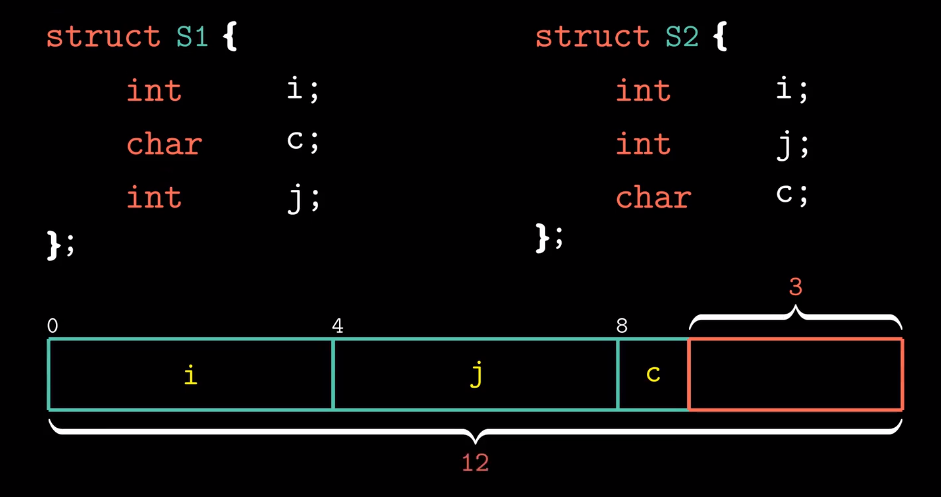 struct S1 {
int i;
char c;
int j;
};
struct S2 {
int i;
int j;
char c;
};
3
0 4 8
i j c
12